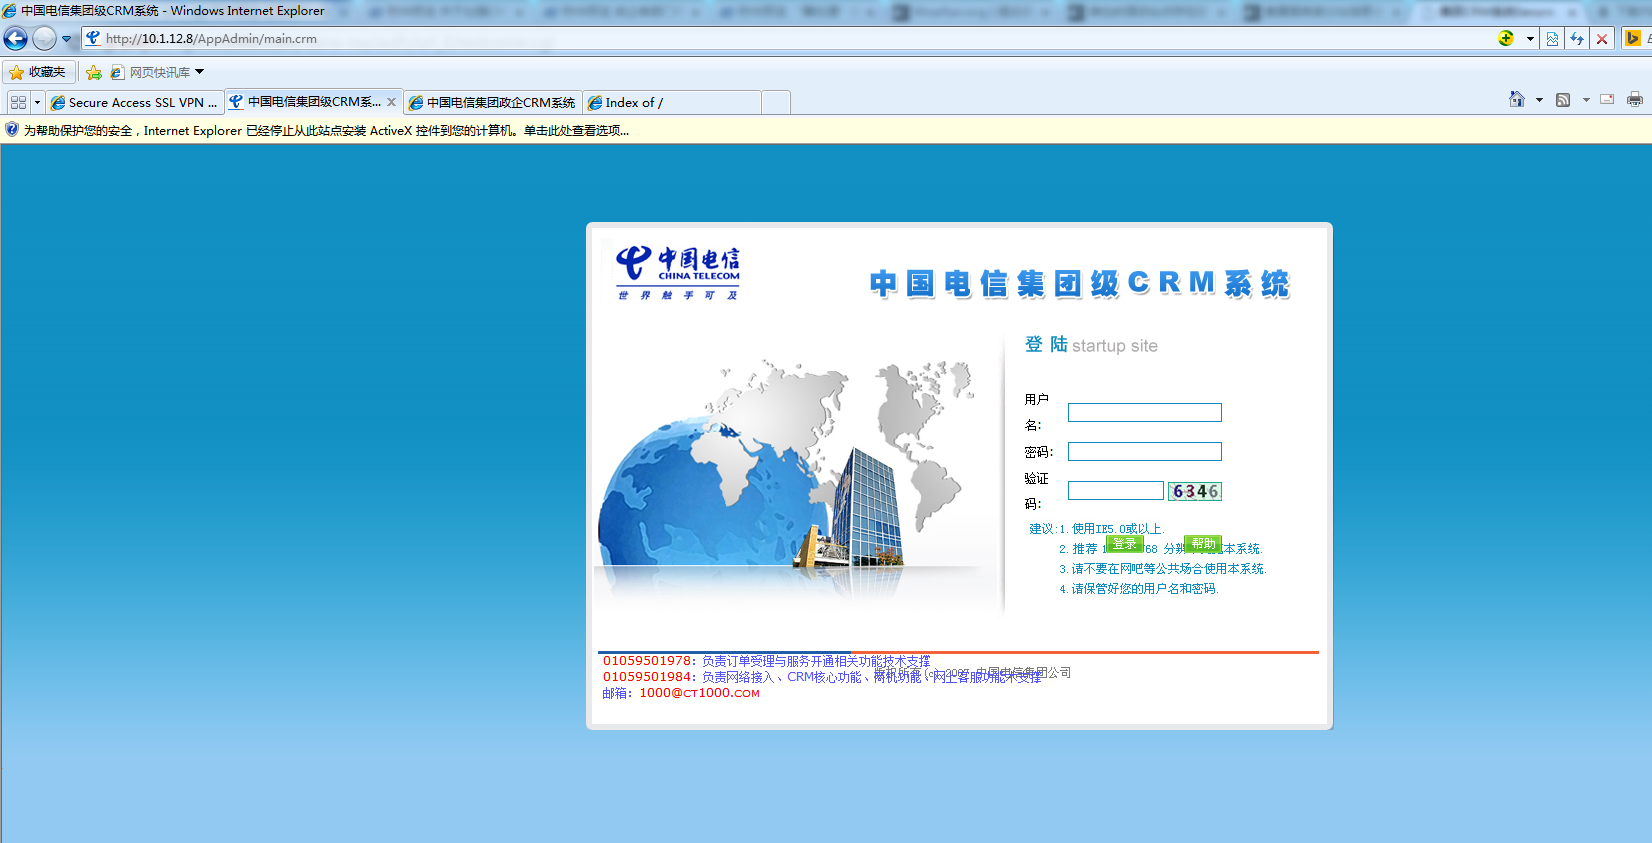 中国电信集团级CRM系统 - Windows Internet Explorer
http://10.1.12.8/AppAdmin/main.crm
收藏夹
网页快讯库
Secure Access SSL VPN ...
中国电信集团级CRM系...
中国电信集团政企CRM系统
Index of /
为帮助保护您的安全，Internet Explorer 已经停止从此站点安装 ActiveX 控件到您的计算机。单击此处查看选项...
中国电信
CHINA TELECOM
世界触手可及
中国电信集团级CRM系统
登 陆 startup site
用户
名:
密码:
验证
码:
6346
建议:1.使用IE5.0或以上.
2.推荐 1 68 分辨 本系统.
登录
帮助
3.请不要在网吧等公共场合使用本系统.
4.请保管好您的用户名和密码.
01059501978: 负责订单受理与服务开通相关功能技术支撑
版权所有 (c) 2007 中国电信集团公司
01059501984: 负责网络接入、CRM核心功能、商机功能、网上客服功能术支撑
邮箱: 1000@CT1000.COM